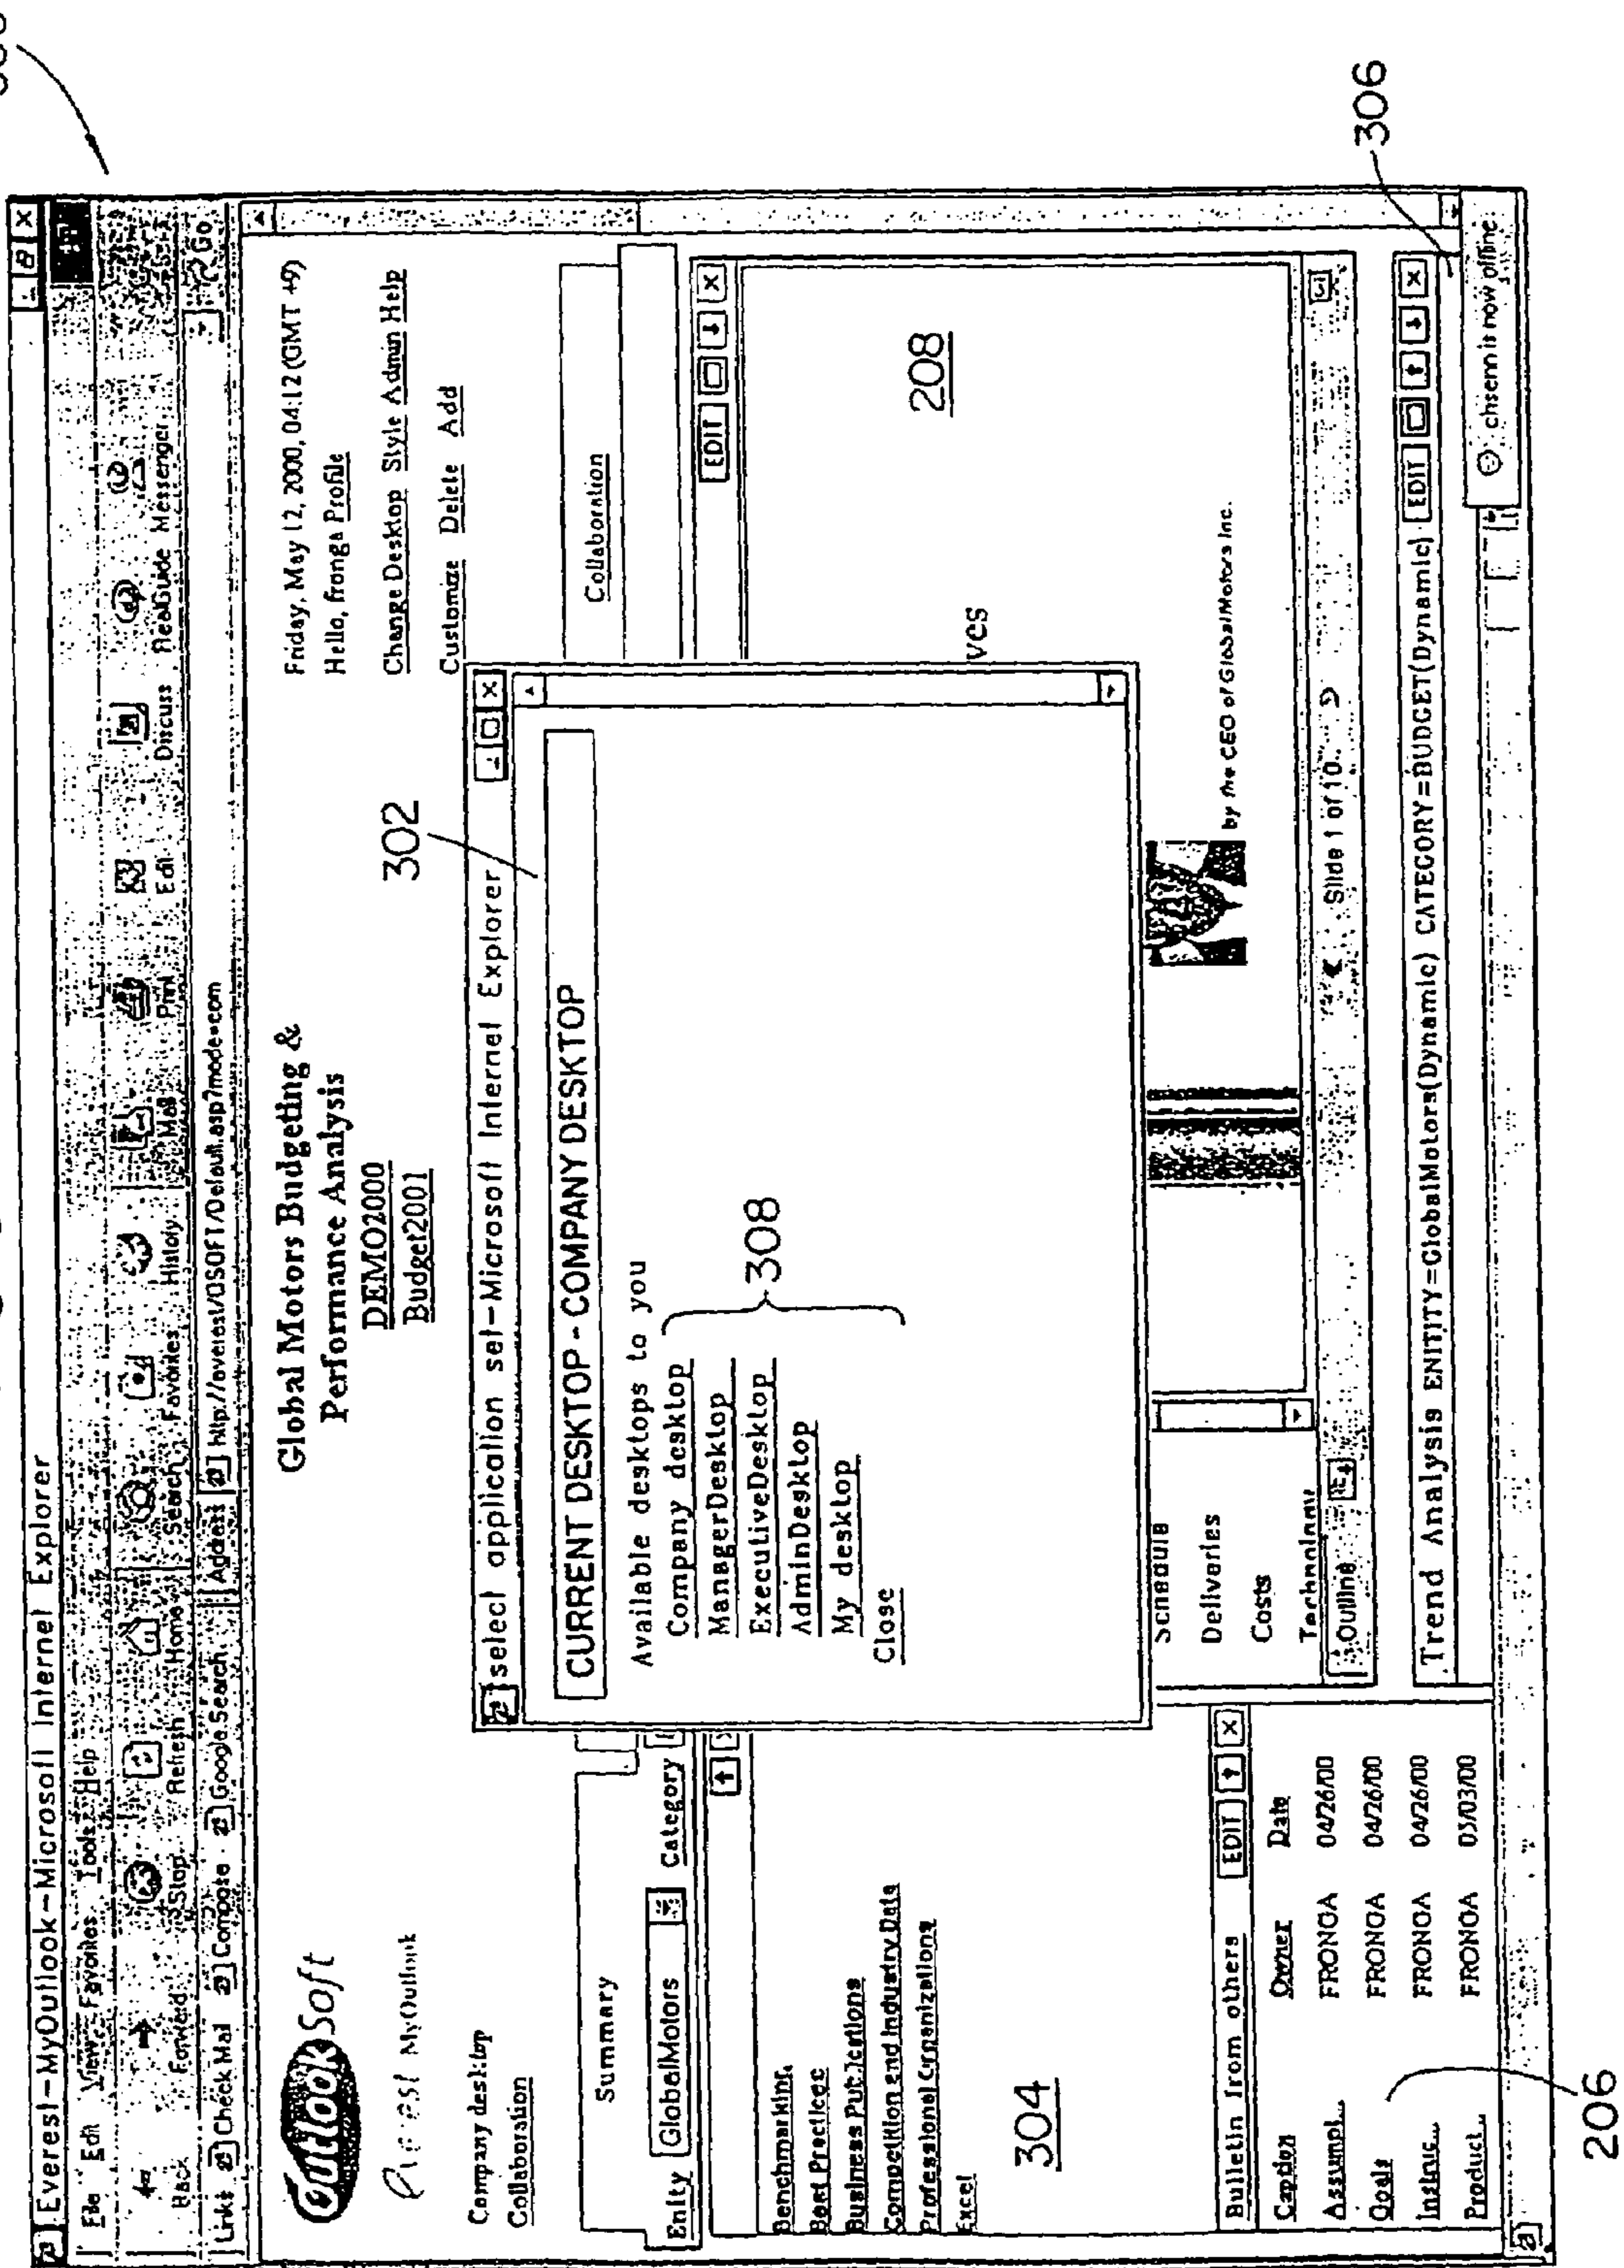 Everest-MyOutlook-Microsoft Internet Explorer
File Edit View Favorites Tools Help
Back Forward Stop Refresh Home Search Favorites History Mail Print Edit Discuss RealGuide Messenger
Links Check Mail Compose Google Search Address http://everest/OSOFT/Default.asp?mode=com Go
OutlookSoft
Everest MyOutlook
Global Motors Budgeting &
Performance Analysis
DEMO2000
Budget2001
Friday, May 12, 2000, 04:12 (GMT +9)
Hello, fronga Profile
Change Desktop Style Admin Help
Customize Delete Add
Company desktop
Collaboration
302
Summary
Collaboration
Entity GlobalMotors Category
EDIT
select application set-Microsoft Internet Explorer
CURRENT DESKTOP - COMPANY DESKTOP
Available desktops to you
Company desktop
ManagerDesktop
ExecutiveDesktop
AdminDesktop
My desktop
Close
308
Benchmarking
Best Practices
Business Publications
Competition and Industry Data
Professional Organizations
Excel
304
208
ves
by the CEO of GlobalMotors Inc.
Schedule
Deliveries
Costs
Technology
Outline
Slide 1 of 10
Bulletin from others EDIT
Caption Owner Date
Assumpt... FRONGA 04/26/00
Goals FRONGA 04/26/00
Instruc... FRONGA 04/26/00
Product... FRONGA 05/03/00
Trend Analysis ENITITY=GlobalMotors(Dynamic) CATEGORY=BUDGET(Dynamic) EDIT
chsenn is now offline
306
206